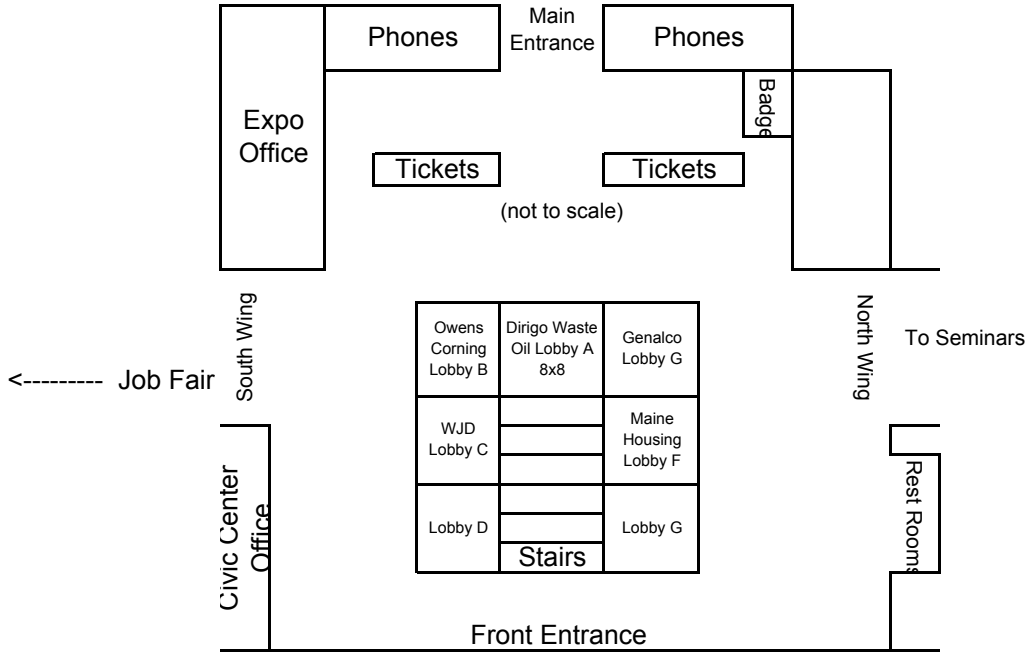 Phones
Main
Entrance
Phones
Expo
Office
Badge
Tickets
Tickets
(not to scale)
South Wing
North Wing
To Seminars
<--------- Job Fair
Owens
Corning
Lobby B
Dirigo Waste
Oil Lobby A
8x8
Genalco
Lobby G
WJD
Lobby C
Maine
Housing
Lobby F
Lobby D
Lobby G
Stairs
Civic Center
Office
Rest Rooms
Front Entrance